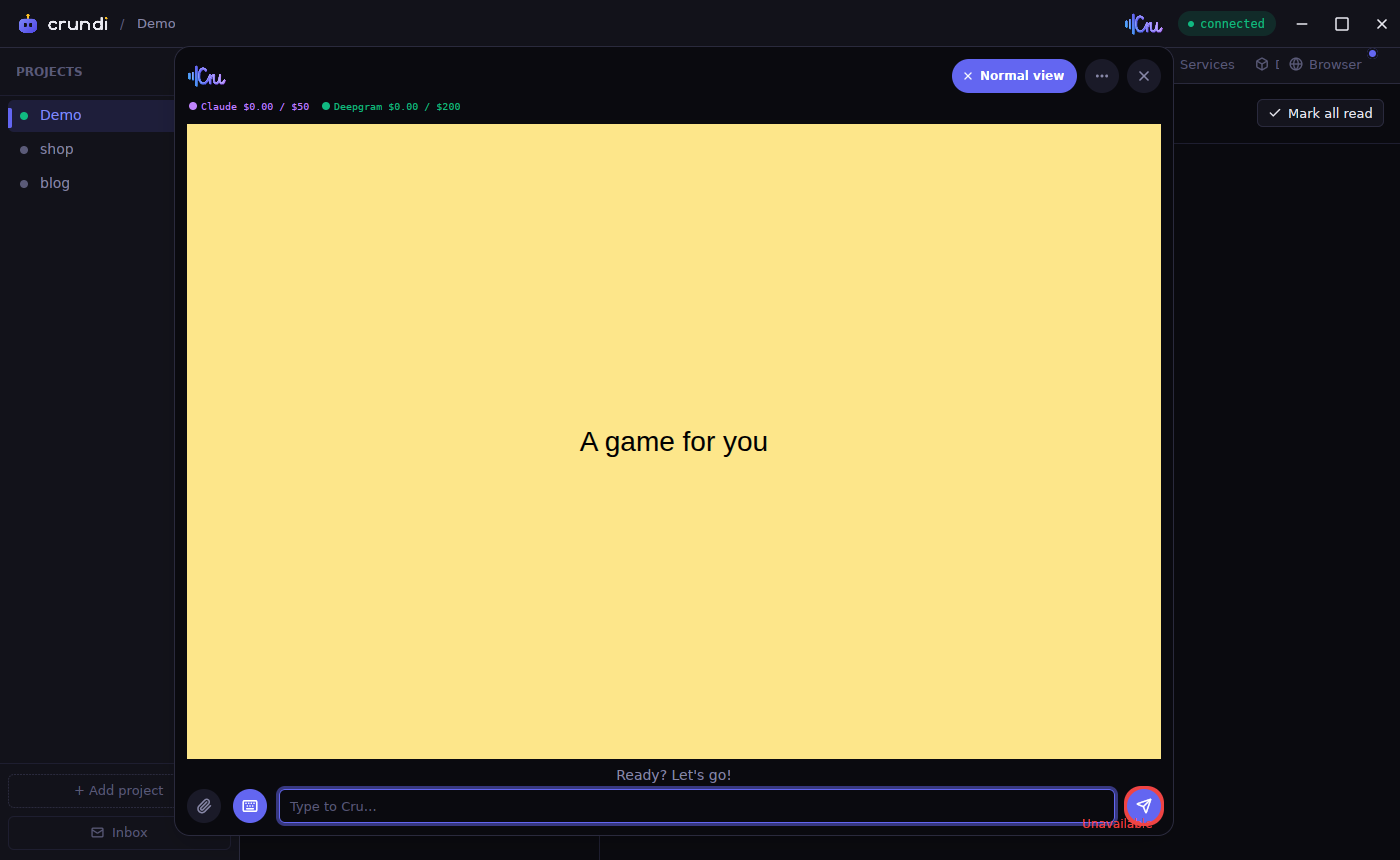 crundi / Demo
Cru
connected
PROJECTS
Demo
shop
blog
+ Add project
Inbox
Cru
Normal view
Claude $0.00 / $50
Deepgram $0.00 / $200
Services
Browser
Mark all read
A game for you
Ready? Let's go!
Type to Cru...
Unavailable